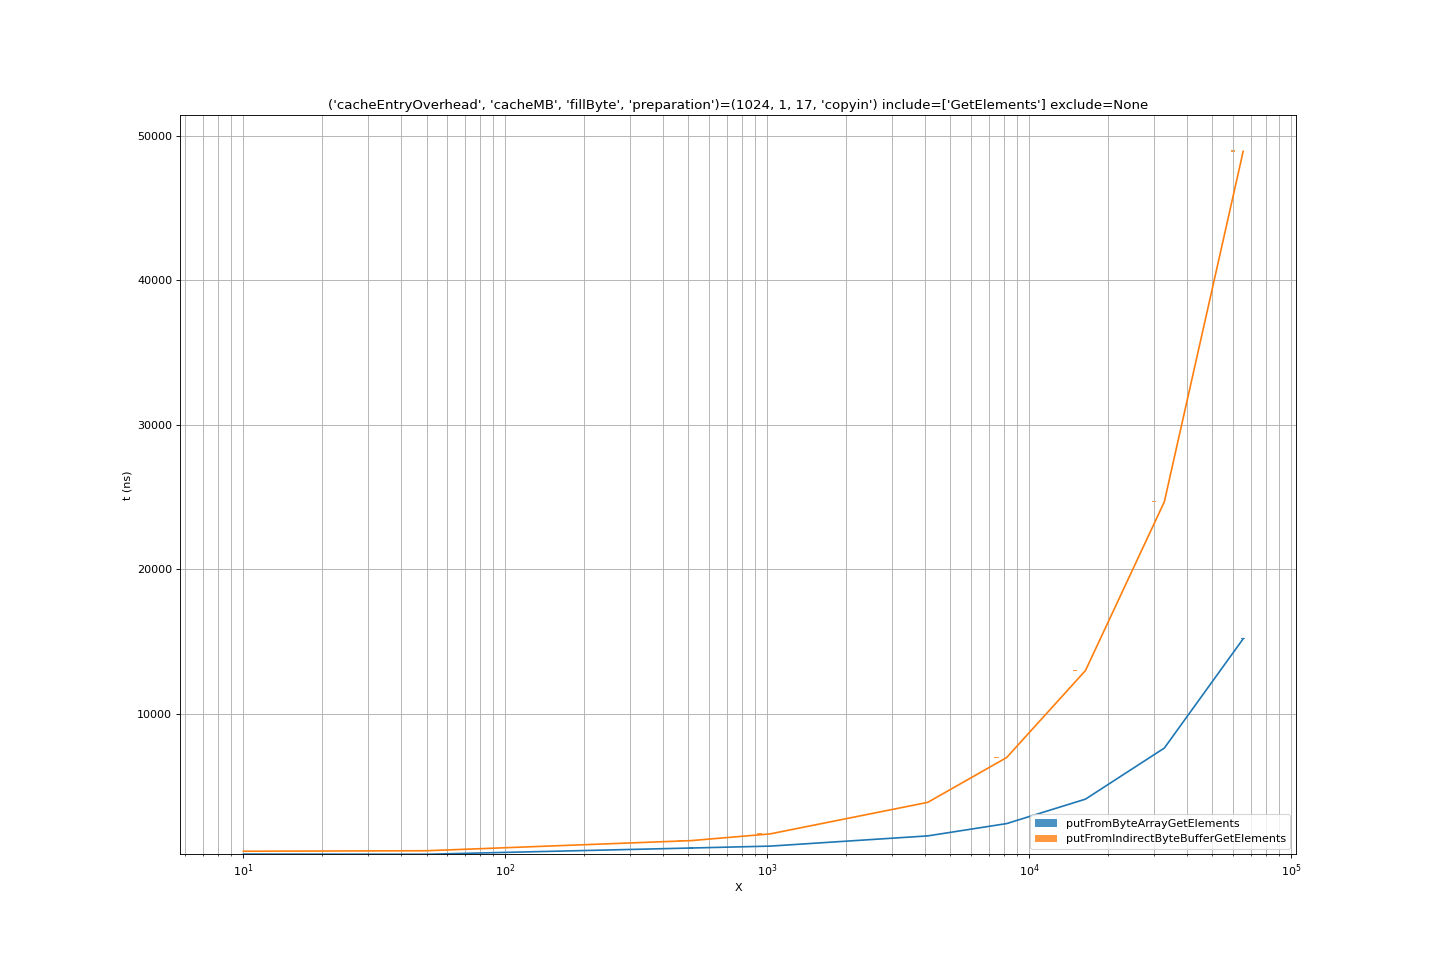 ('cacheEntryOverhead', 'cacheMB', 'fillByte', 'preparation')=(1024, 1, 17, 'copyin') include=['GetElements'] exclude=None
50000
40000
30000
20000
10000
t (ns)
putFromByteArrayGetElements
putFromIndirectByteBufferGetElements
10¹ 10² 10³ 10⁴ 10⁵
X